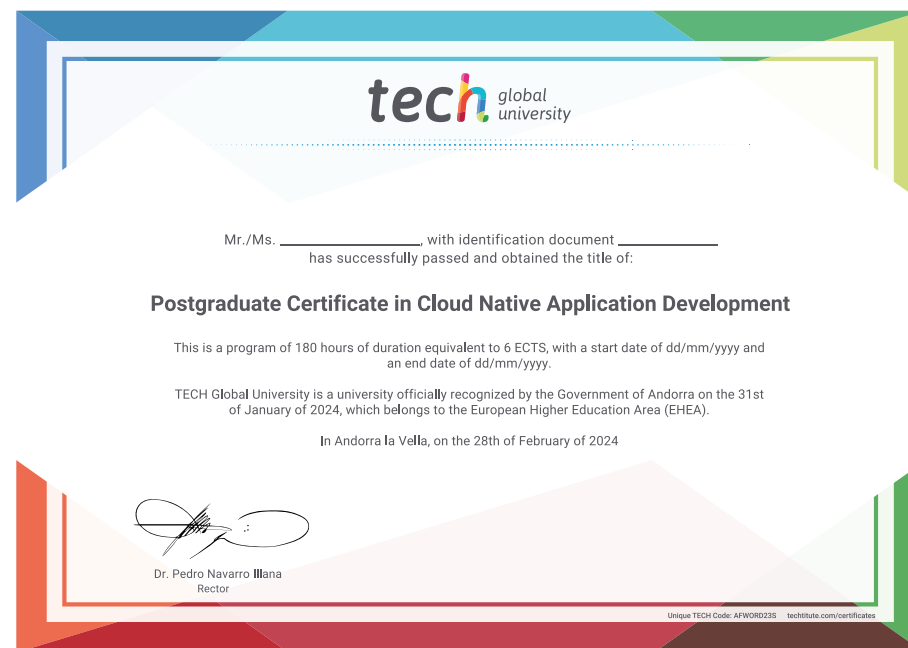 tech global
university
Mr./Ms. ____________________, with identification document ______________
has successfully passed and obtained the title of:
Postgraduate Certificate in Cloud Native Application Development
This is a program of 180 hours of duration equivalent to 6 ECTS, with a start date of dd/mm/yyyy and
an end date of dd/mm/yyyy.
TECH Global University is a university officially recognized by the Government of Andorra on the 31st
of January of 2024, which belongs to the European Higher Education Area (EHEA).
In Andorra la Vella, on the 28th of February of 2024
Dr. Pedro Navarro Illana
Rector
Unique TECH Code: AFWORD23S techtitute.com/certificates